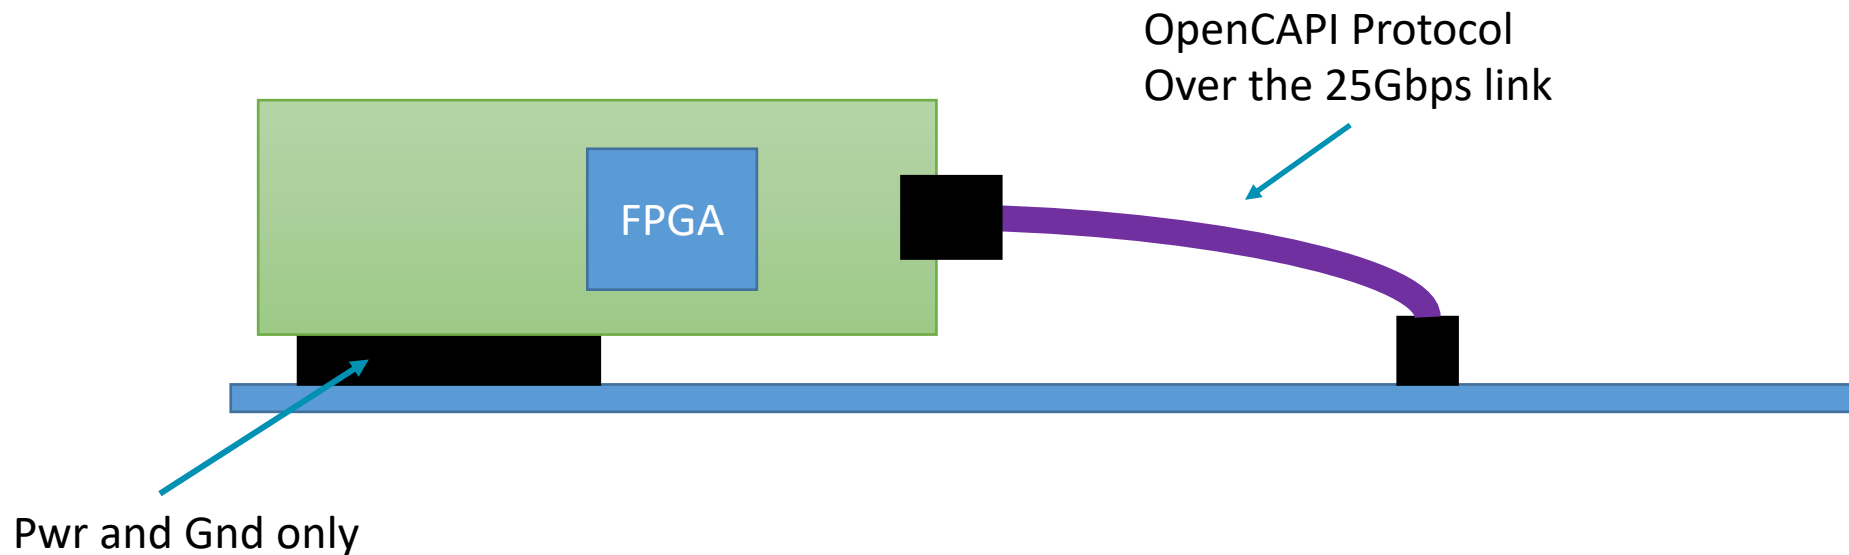 OpenCAPI Protocol
Over the 25Gbps link
FPGA
Pwr and Gnd only